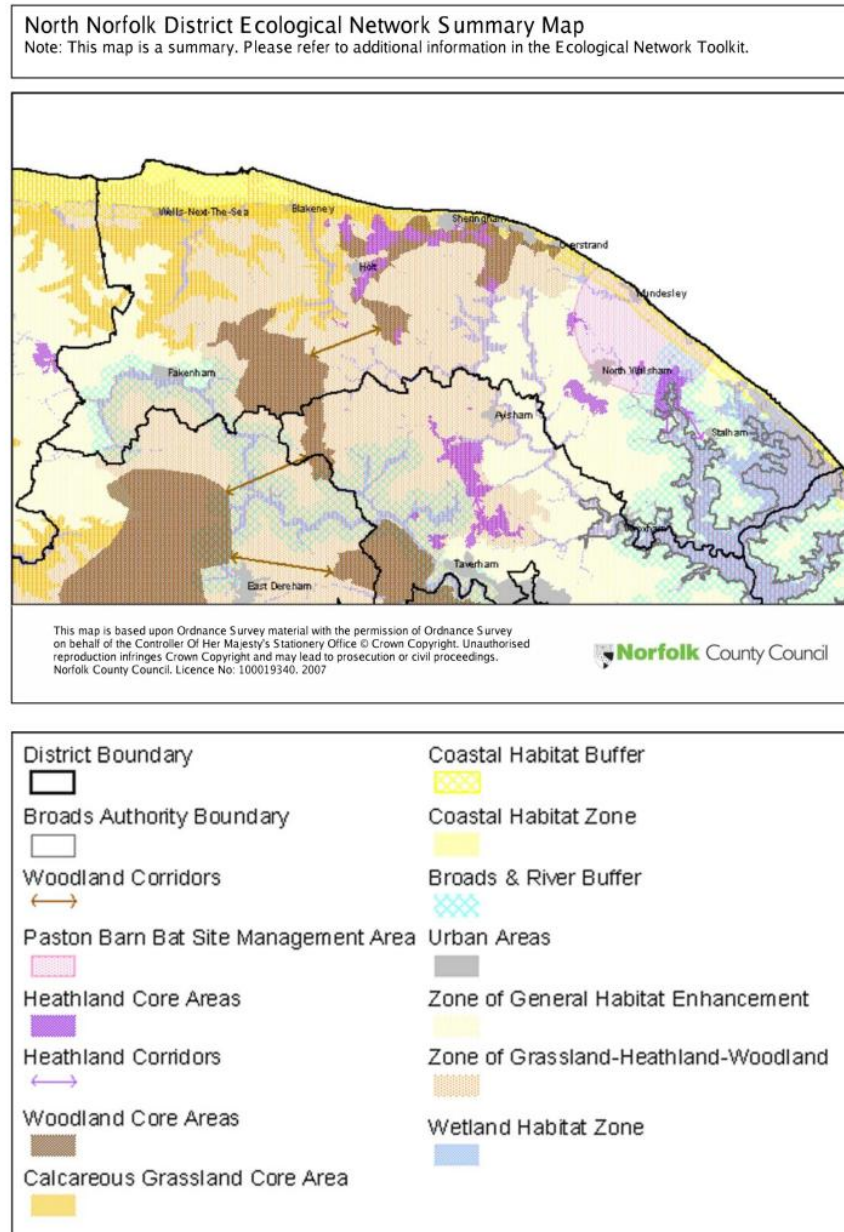 North Norfolk District Ecological Network Summary Map
Note: This map is a summary. Please refer to additional information in the Ecological Network Toolkit.
Wells-Next-The-Sea
Blakeney
Sheringham
Overstrand
Holt
Mundesley
Fakenham
North Walsham
Aylsham
Stalham
Wroxham
Taverham
East Dereham
This map is based upon Ordnance Survey material with the permission of Ordnance Survey
on behalf of the Controller Of Her Majesty's Stationery Office © Crown Copyright. Unauthorised
reproduction infringes Crown Copyright and may lead to prosecution or civil proceedings.
Norfolk County Council. Licence No: 100019340. 2007
Norfolk County Council
District Boundary
Broads Authority Boundary
Woodland Corridors
Paston Barn Bat Site Management Area
Heathland Core Areas
Heathland Corridors
Woodland Core Areas
Calcareous Grassland Core Area
Coastal Habitat Buffer
Coastal Habitat Zone
Broads & River Buffer
Urban Areas
Zone of General Habitat Enhancement
Zone of Grassland-Heathland-Woodland
Wetland Habitat Zone